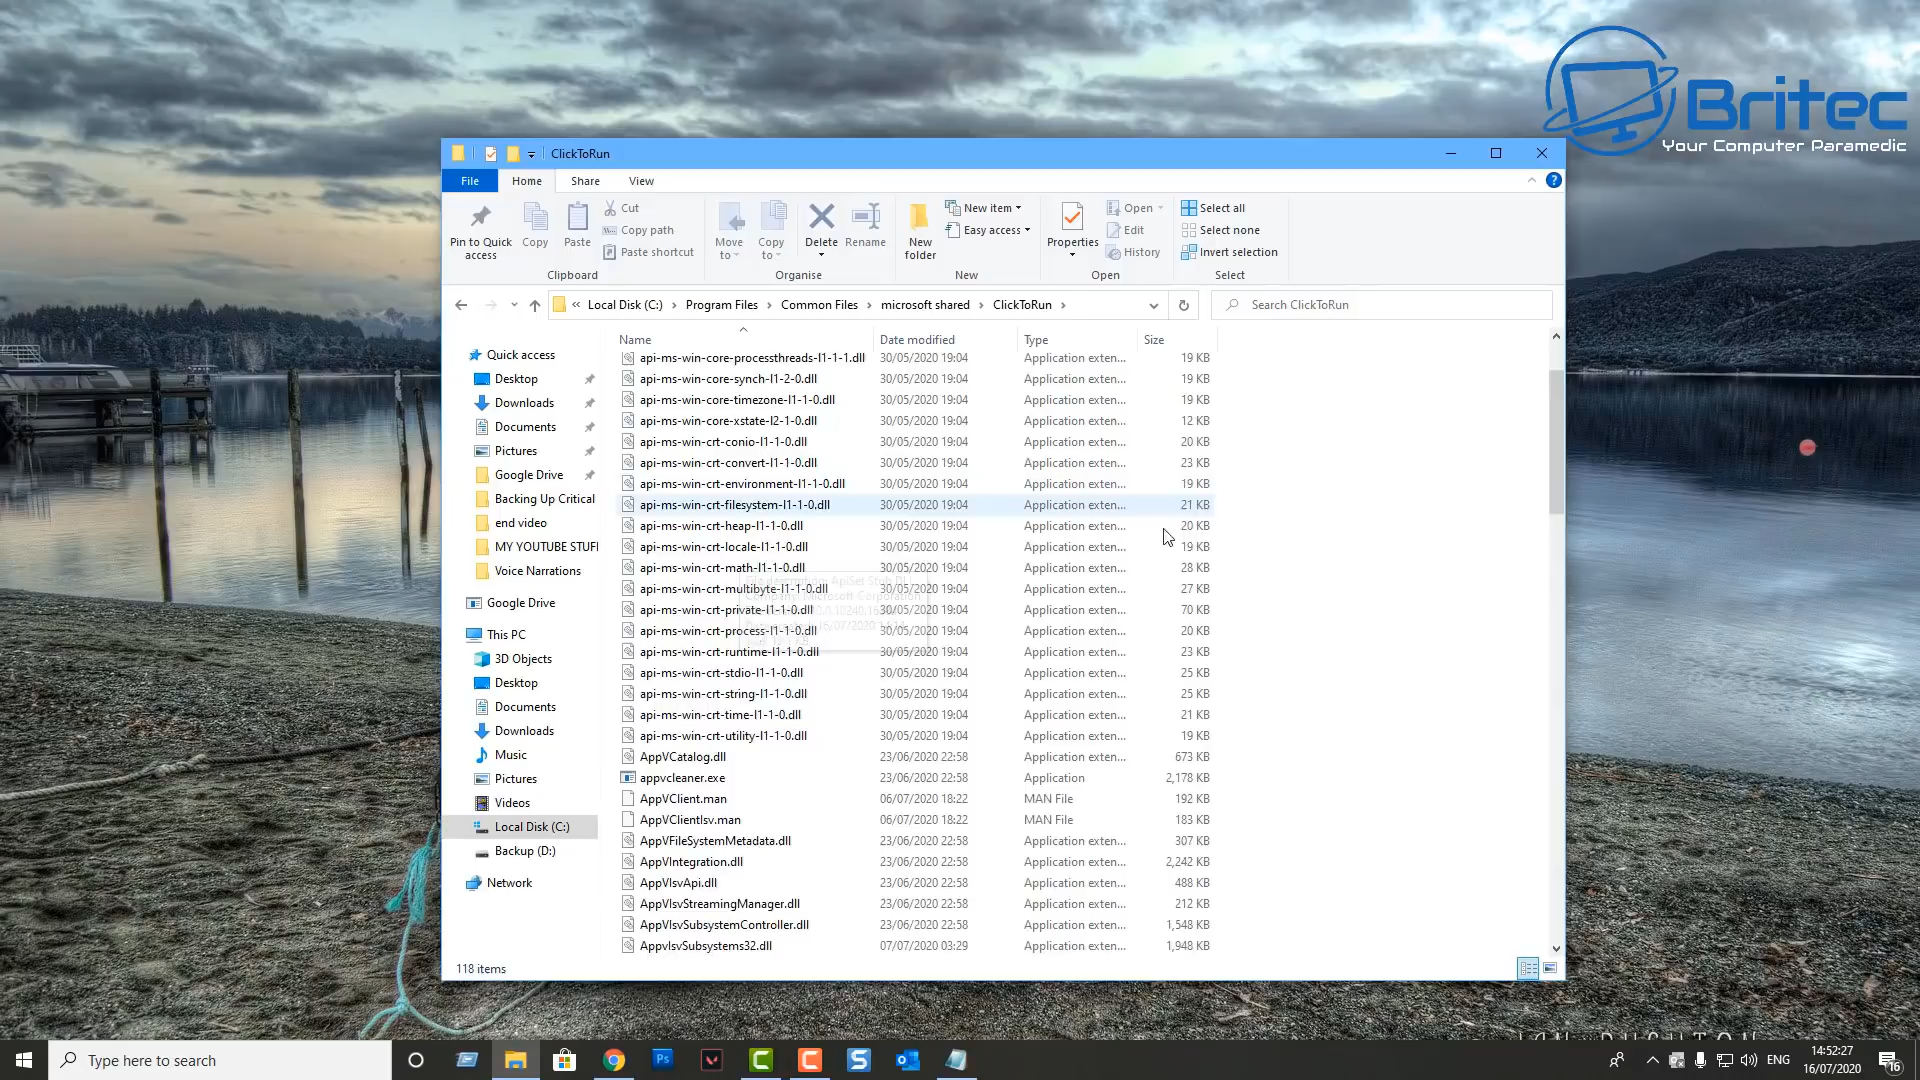 Britec
Your Computer Paramedic
ClickToRun
File Home Share View
Pin to Quick access
Copy
Paste
Cut
Copy path
Paste shortcut
Clipboard
Move to
Copy to
Delete
Rename
Organise
New folder
New item
Easy access
New
Properties
Open
Edit
History
Open
Select all
Select none
Invert selection
Select
« Local Disk (C:) > Program Files > Common Files > microsoft shared > ClickToRun >
Search ClickToRun
Quick access
Desktop
Downloads
Documents
Pictures
Google Drive
Backing Up Critical
end video
MY YOUTUBE STUFF
Voice Narrations
Google Drive
This PC
3D Objects
Desktop
Documents
Downloads
Music
Pictures
Videos
Local Disk (C:)
Backup (D:)
Network
Name Date modified Type Size
api-ms-win-core-processthreads-l1-1-1.dll 30/05/2020 19:04 Application exten... 19 KB
api-ms-win-core-synch-l1-2-0.dll 30/05/2020 19:04 Application exten... 19 KB
api-ms-win-core-timezone-l1-1-0.dll 30/05/2020 19:04 Application exten... 19 KB
api-ms-win-core-xstate-l2-1-0.dll 30/05/2020 19:04 Application exten... 12 KB
api-ms-win-crt-conio-l1-1-0.dll 30/05/2020 19:04 Application exten... 20 KB
api-ms-win-crt-convert-l1-1-0.dll 30/05/2020 19:04 Application exten... 23 KB
api-ms-win-crt-environment-l1-1-0.dll 30/05/2020 19:04 Application exten... 19 KB
api-ms-win-crt-filesystem-l1-1-0.dll 30/05/2020 19:04 Application exten... 21 KB
api-ms-win-crt-heap-l1-1-0.dll 30/05/2020 19:04 Application exten... 20 KB
api-ms-win-crt-locale-l1-1-0.dll 30/05/2020 19:04 Application exten... 19 KB
api-ms-win-crt-math-l1-1-0.dll 30/05/2020 19:04 Application exten... 28 KB
api-ms-win-crt-multibyte-l1-1-0.dll 30/05/2020 19:04 Application exten... 27 KB
api-ms-win-crt-private-l1-1-0.dll 30/05/2020 19:04 Application exten... 70 KB
api-ms-win-crt-process-l1-1-0.dll 30/05/2020 19:04 Application exten... 20 KB
api-ms-win-crt-runtime-l1-1-0.dll 30/05/2020 19:04 Application exten... 23 KB
api-ms-win-crt-stdio-l1-1-0.dll 30/05/2020 19:04 Application exten... 25 KB
api-ms-win-crt-string-l1-1-0.dll 30/05/2020 19:04 Application exten... 25 KB
api-ms-win-crt-time-l1-1-0.dll 30/05/2020 19:04 Application exten... 21 KB
api-ms-win-crt-utility-l1-1-0.dll 30/05/2020 19:04 Application exten... 19 KB
AppVCatalog.dll 23/06/2020 22:58 Application exten... 673 KB
appvcleaner.exe 23/06/2020 22:58 Application 2,178 KB
AppVClient.man 06/07/2020 18:22 MAN File 192 KB
AppVClientIsv.man 06/07/2020 18:22 MAN File 183 KB
AppVFileSystemMetadata.dll 23/06/2020 22:58 Application exten... 307 KB
AppVIntegration.dll 23/06/2020 22:58 Application exten... 2,242 KB
AppVIsvApi.dll 23/06/2020 22:58 Application exten... 488 KB
AppVIsvStreamingManager.dll 23/06/2020 22:58 Application exten... 212 KB
AppVIsvSubsystemController.dll 23/06/2020 22:58 Application exten... 1,548 KB
AppvIsvSubsystems32.dll 07/07/2020 03:29 Application exten... 1,948 KB
File description: ApiSet Stub DLL
Company: Microsoft Corporation
118 items
Type here to search
Ps
ENG
14:52:27
16/07/2020
16